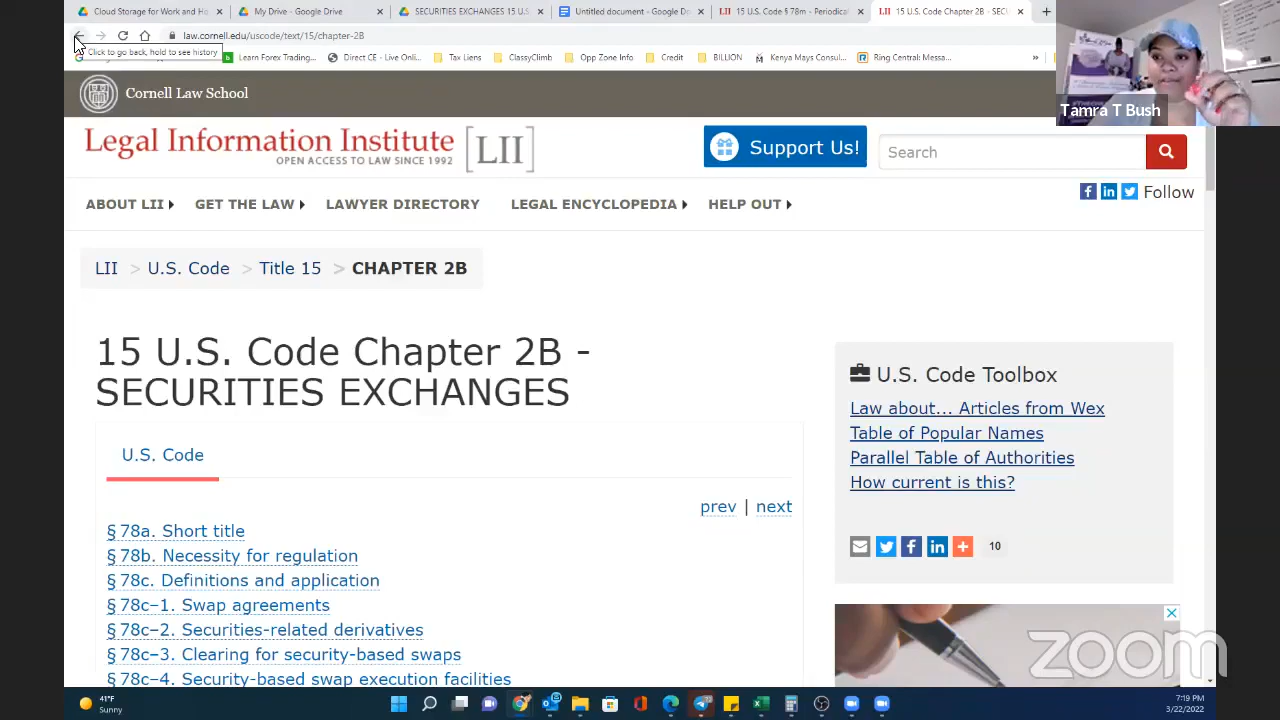 Cloud Storage for Work and Ho
My Drive - Google Drive
SECURITIES EXCHANGES 15 U.S.
Untitled document - Google Do
15 U.S. Code § 78m - Periodical
15 U.S. Code Chapter 2B - SEC
law.cornell.edu/uscode/text/15/chapter-2B
Click to go back, hold to see history
Learn Forex Trading...
Direct CE - Live Onli...
Tax Liens
ClassyClimb
Opp Zone Info
Credit
BILLION
Kenya Mays Consul...
Ring Central: Messa...
»
Tamra T Bush
Cornell Law School
Legal Information Institute [LII]
OPEN ACCESS TO LAW SINCE 1992
Support Us!
Search
ABOUT LII
GET THE LAW
LAWYER DIRECTORY
LEGAL ENCYCLOPEDIA
HELP OUT
Follow
LII > U.S. Code > Title 15 > CHAPTER 2B
15 U.S. Code Chapter 2B -
SECURITIES EXCHANGES
U.S. Code
prev | next
§ 78a. Short title
§ 78b. Necessity for regulation
§ 78c. Definitions and application
§ 78c–1. Swap agreements
§ 78c–2. Securities-related derivatives
§ 78c–3. Clearing for security-based swaps
§ 78c–4. Security-based swap execution facilities
U.S. Code Toolbox
Law about... Articles from Wex
Table of Popular Names
Parallel Table of Authorities
How current is this?
10
zoom
41°F
Sunny
7:19 PM
3/22/2022